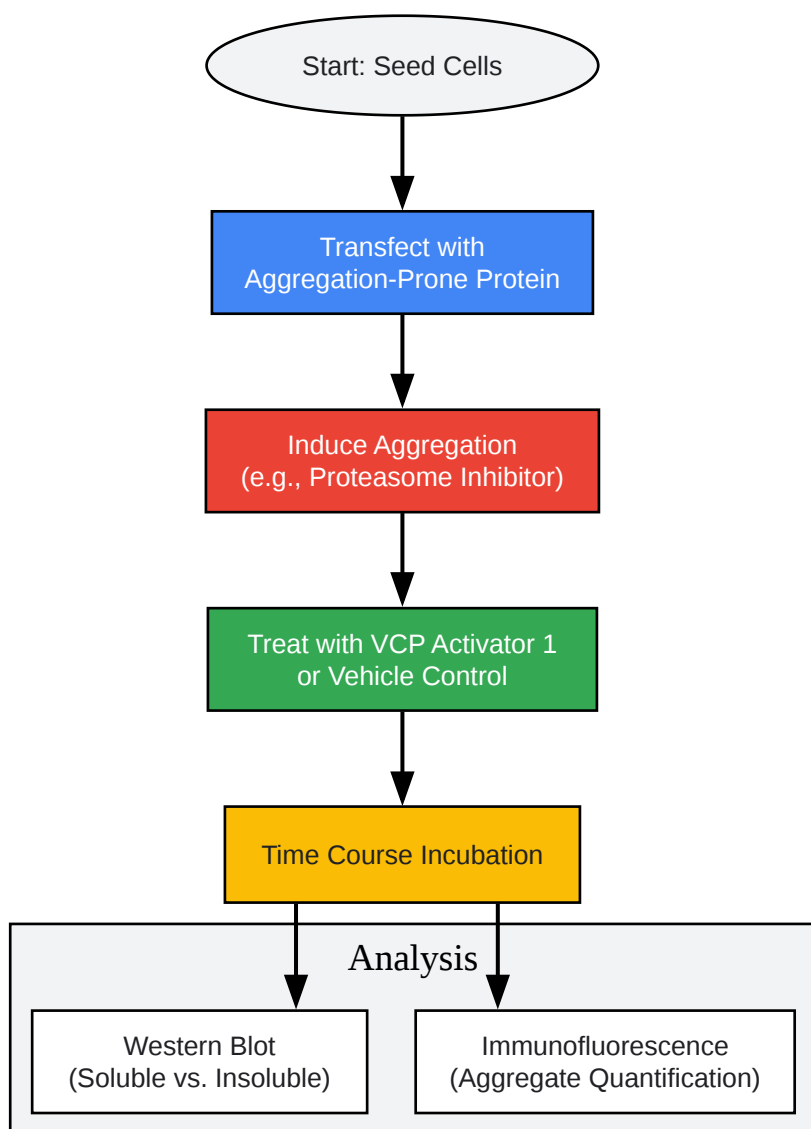 Start: Seed Cells
Transfect with
Aggregation-Prone Protein
Induce Aggregation
(e.g., Proteasome Inhibitor)
Treat with VCP Activator 1
or Vehicle Control
Time Course Incubation
Analysis
Western Blot
(Soluble vs. Insoluble)
Immunofluorescence
(Aggregate Quantification)